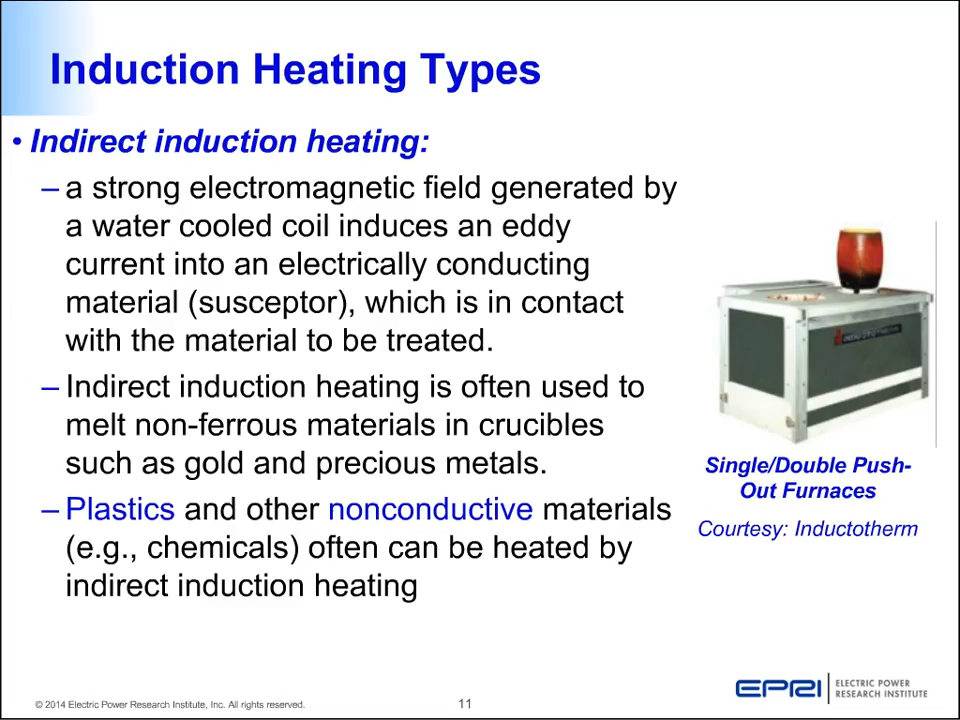 Induction Heating Types
• Indirect induction heating:
– a strong electromagnetic field generated by
a water cooled coil induces an eddy
current into an electrically conducting
material (susceptor), which is in contact
with the material to be treated.
– Indirect induction heating is often used to
melt non-ferrous materials in crucibles
such as gold and precious metals.
– Plastics and other nonconductive materials
(e.g., chemicals) often can be heated by
indirect induction heating
Single/Double Push-
Out Furnaces
Courtesy: Inductotherm
© 2014 Electric Power Research Institute, Inc. All rights reserved.
11
EPRI
ELECTRIC POWER
RESEARCH INSTITUTE